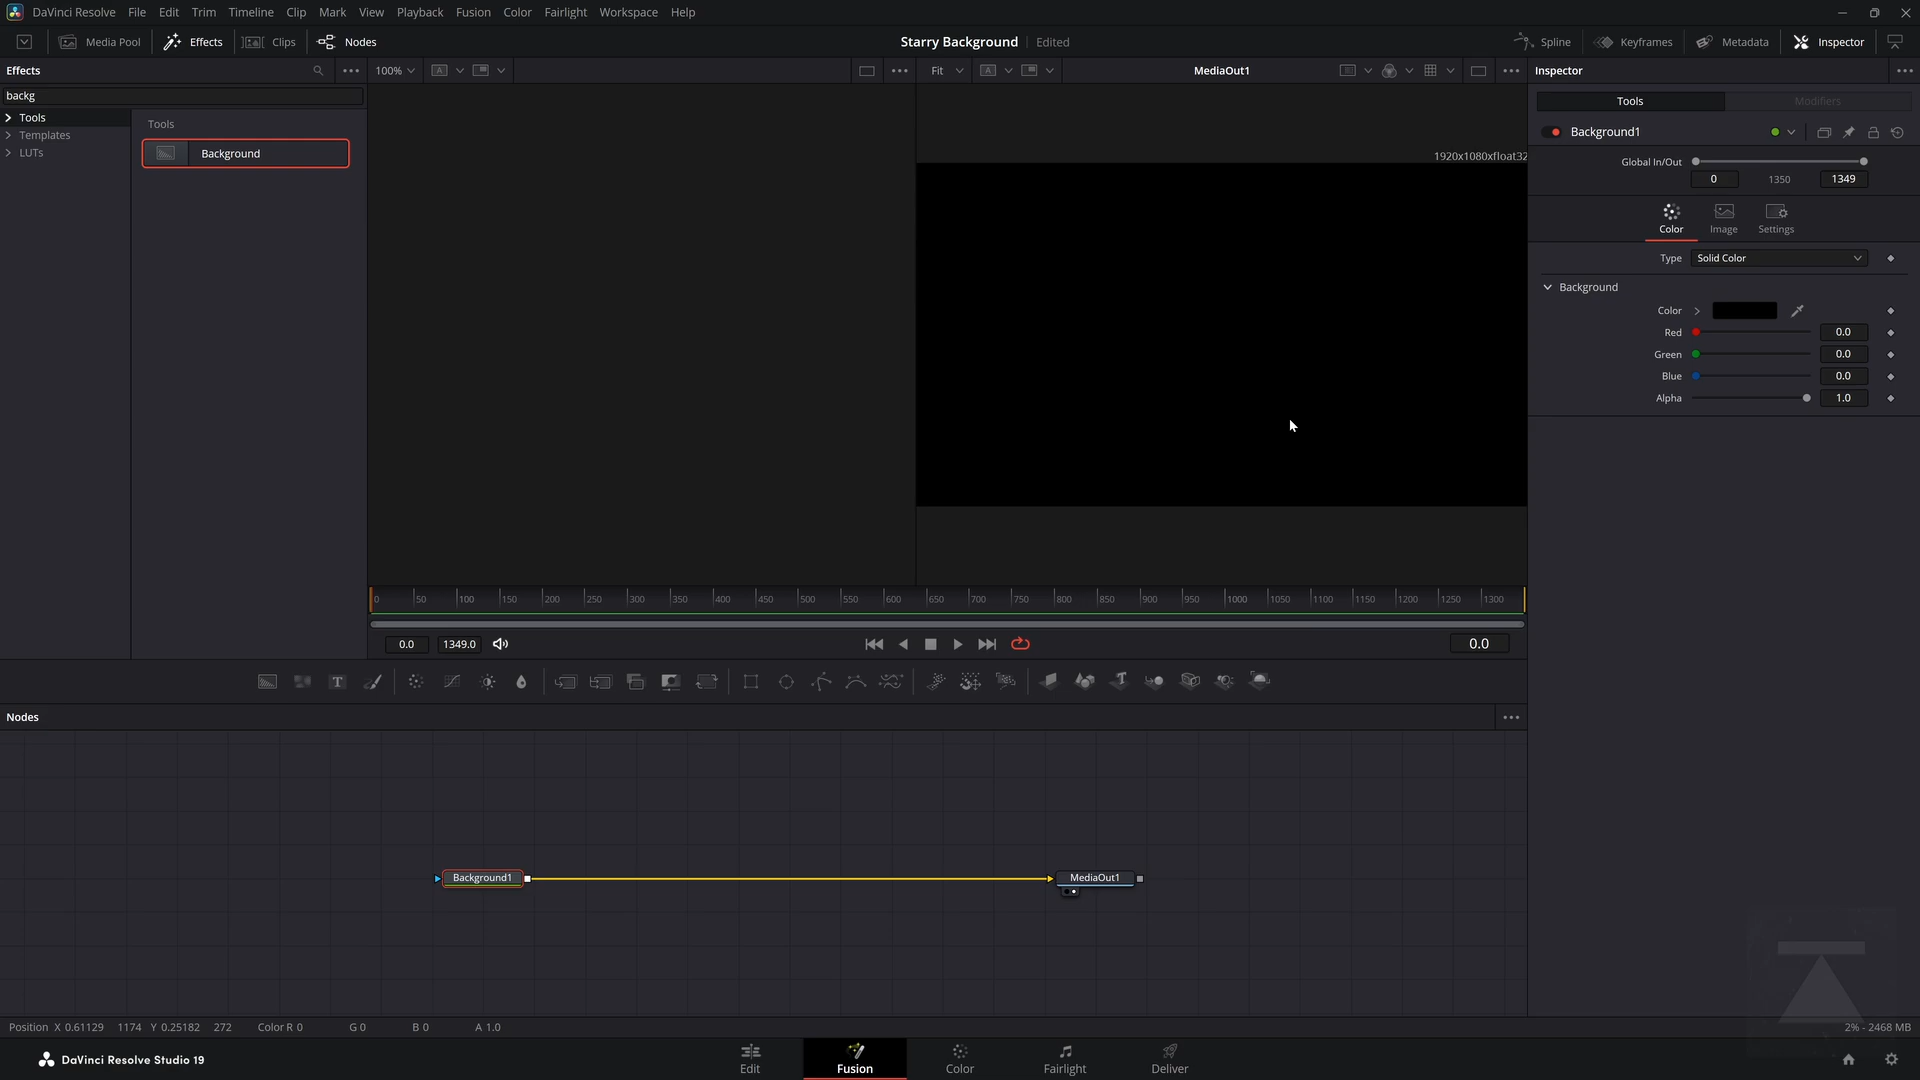 DaVinci Resolve File Edit Trim Timeline Clip Mark View Playback Fusion Color Fairlight Workspace Help
Media Pool Effects Clips Nodes Starry Background Edited Spline Keyframes Metadata Inspector
Effects 100% A Fit A MediaOut1 Inspector
backg
Tools Modifiers
Tools
Templates
LUTs
Tools
Background
1920x1080xfloat32
Background1
Global In/Out
0 1350 1349
Color Image Settings
Type Solid Color
Background
Color
Red 0.0
Green 0.0
Blue 0.0
Alpha 1.0
0 50 100 150 200 250 300 350 400 450 500 550 600 650 700 750 800 850 900 950 1000 1050 1100 1150 1200 1250 1300
0.0 1349.0 0.0
T T
Nodes
Background1 MediaOut1
Position X 0.61129 1174 Y 0.25182 272 Color R 0 G 0 B 0 A 1.0 2% - 2468 MB
DaVinci Resolve Studio 19 Edit Fusion Color Fairlight Deliver